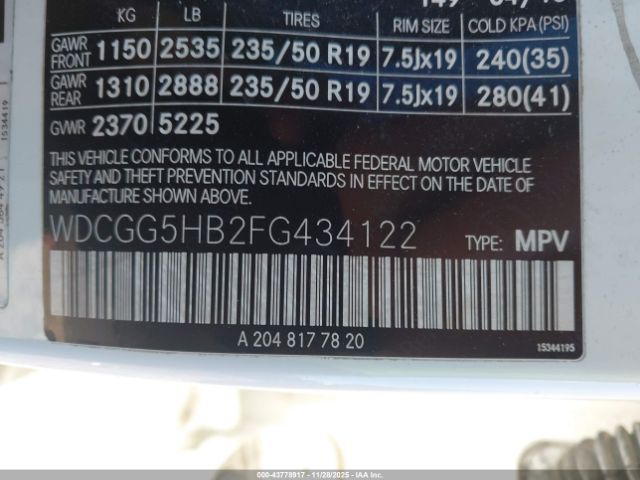 KG LB TIRES RIM SIZE COLD KPA (PSI)
GAWR FRONT 1150 2535 235/50 R19 7.5Jx19 240(35)
GAWR REAR 1310 2888 235/50 R19 7.5Jx19 280(41)
GVWR 2370 5225
THIS VEHICLE CONFORMS TO ALL APPLICABLE FEDERAL MOTOR VEHICLE
SAFETY AND THEFT PREVENTION STANDARDS IN EFFECT ON THE DATE OF
MANUFACTURE SHOWN ABOVE.
WDCGG5HB2FG434122 TYPE: MPV
A 204 817 78 20
15344195
1534419
000-43778917 - 11/28/2025 - IAAI.COM